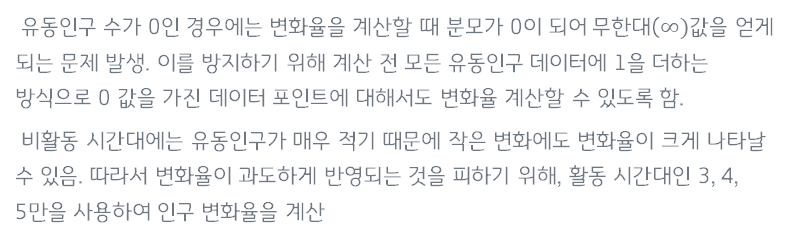 유동인구 수가 0인 경우에는 변화율을 계산할 때 분모가 0이 되어 무한대(∞)값을 얻게
되는 문제 발생. 이를 방지하기 위해 계산 전 모든 유동인구 데이터에 1을 더하는
방식으로 0 값을 가진 데이터 포인트에 대해서도 변화율 계산할 수 있도록 함.
비활동 시간대에는 유동인구가 매우 적기 때문에 작은 변화에도 변화율이 크게 나타날
수 있음. 따라서 변화율이 과도하게 반영되는 것을 피하기 위해, 활동 시간대인 3, 4,
5만을 사용하여 인구 변화율을 계산